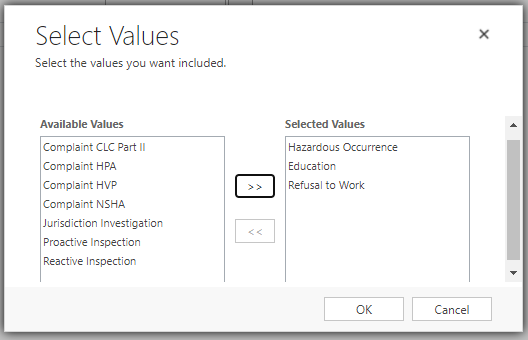 Select Values
Select the values you want included.
Available Values
Complaint CLC Part II
Complaint HPA
Complaint HVP
Complaint NSHA
Jurisdiction Investigation
Proactive Inspection
Reactive Inspection
>>
<<
Selected Values
Hazardous Occurrence
Education
Refusal to Work
OK
Cancel